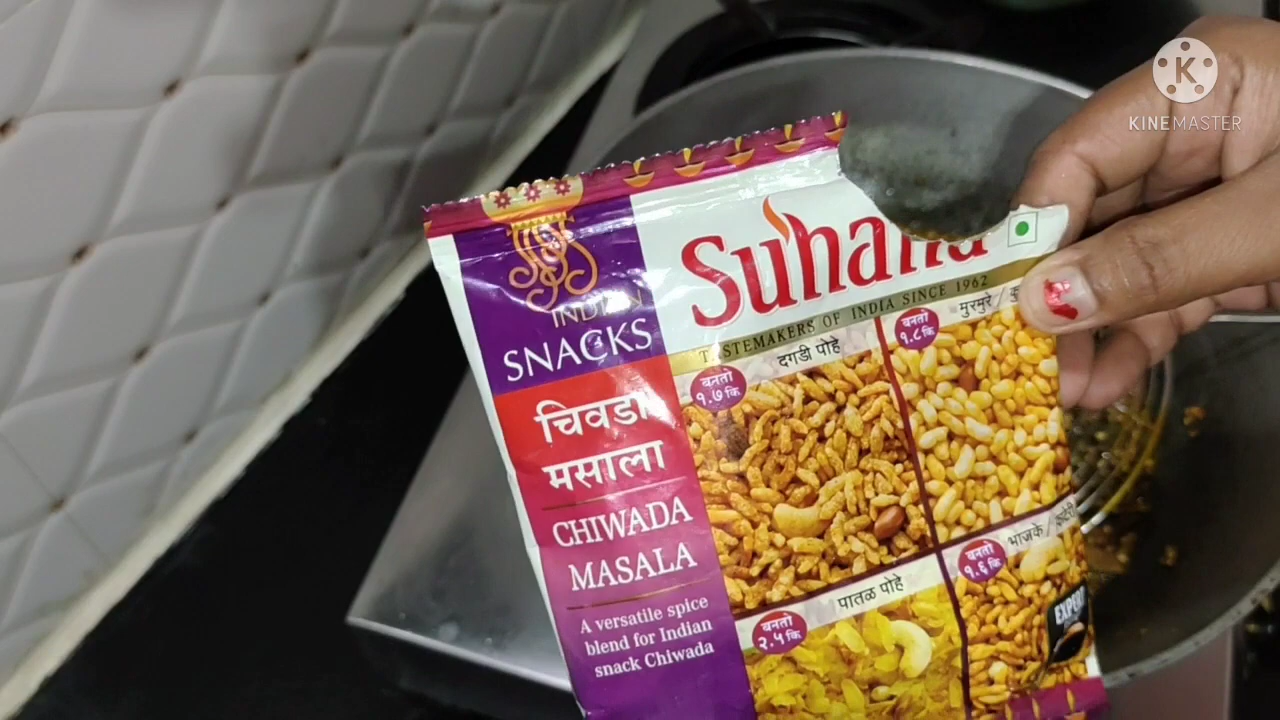 INDIAN
SNACKS
चिवडा
मसाला
CHIWADA
MASALA
A versatile spice
blend for Indian
snack Chiwada
Suhana
TASTEMAKERS OF INDIA SINCE 1962
दगडी पोहे
बनतो
१.७ कि
मुरमुरे /
बनतो
१.८ कि
पातळ पोहे
बनतो
२.५ कि
भाजके /
बनतो
१.६ कि
EXPERT
K
KINEMASTER